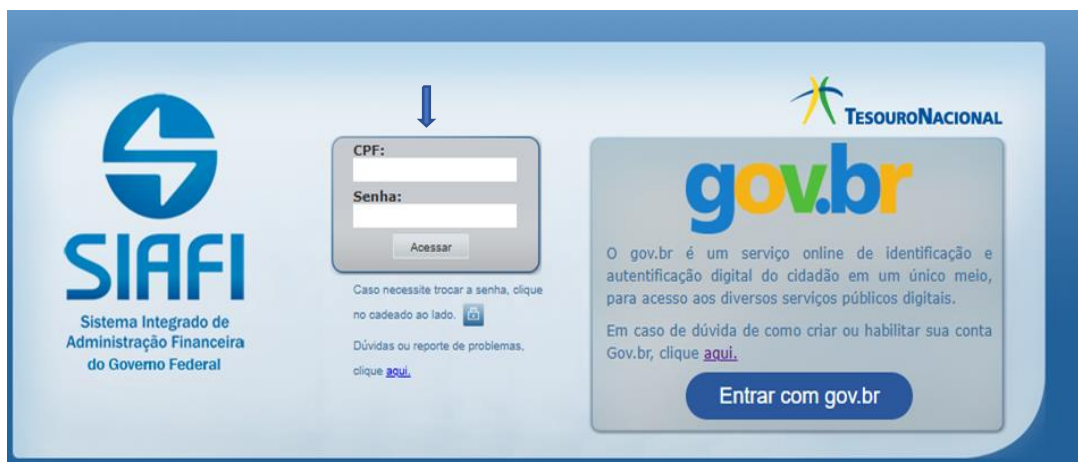 SIAFI
Sistema Integrado de
Administração Financeira
do Governo Federal
CPF:
Senha:
Acessar
Caso necessite trocar a senha, clique
no cadeado ao lado.
Dúvidas ou reporte de problemas,
clique aqui.
TESOURONACIONAL
gov.br
O gov.br é um serviço online de identificação e
autentificação digital do cidadão em um único meio,
para acesso aos diversos serviços públicos digitais.
Em caso de dúvida de como criar ou habilitar sua conta
Gov.br, clique aqui.
Entrar com gov.br